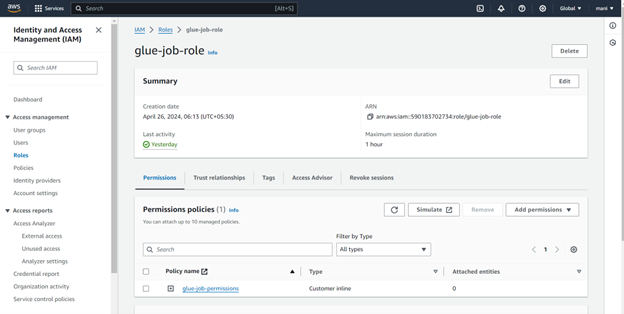 aws
Services
Search
[Alt+S]
Global
mani
Identity and Access
Management (IAM)
Search IAM
Dashboard
Access management
User groups
Users
Roles
Policies
Identity providers
Account settings
Access reports
Access Analyzer
External access
Unused access
Analyzer settings
Credential report
Organization activity
Service control policies
IAM > Roles > glue-job-role
glue-job-role Info
Delete
Summary
Edit
Creation date
April 26, 2024, 06:13 (UTC+05:30)
ARN
arn:aws:iam::590183702734:role/glue-job-role
Last activity
Yesterday
Maximum session duration
1 hour
Permissions
Trust relationships
Tags
Access Advisor
Revoke sessions
Permissions policies (1) Info
You can attach up to 10 managed policies.
Simulate
Remove
Add permissions
Filter by Type
Search
All types
1
Policy name
Type
Attached entities
glue-job-permissions
Customer inline
0